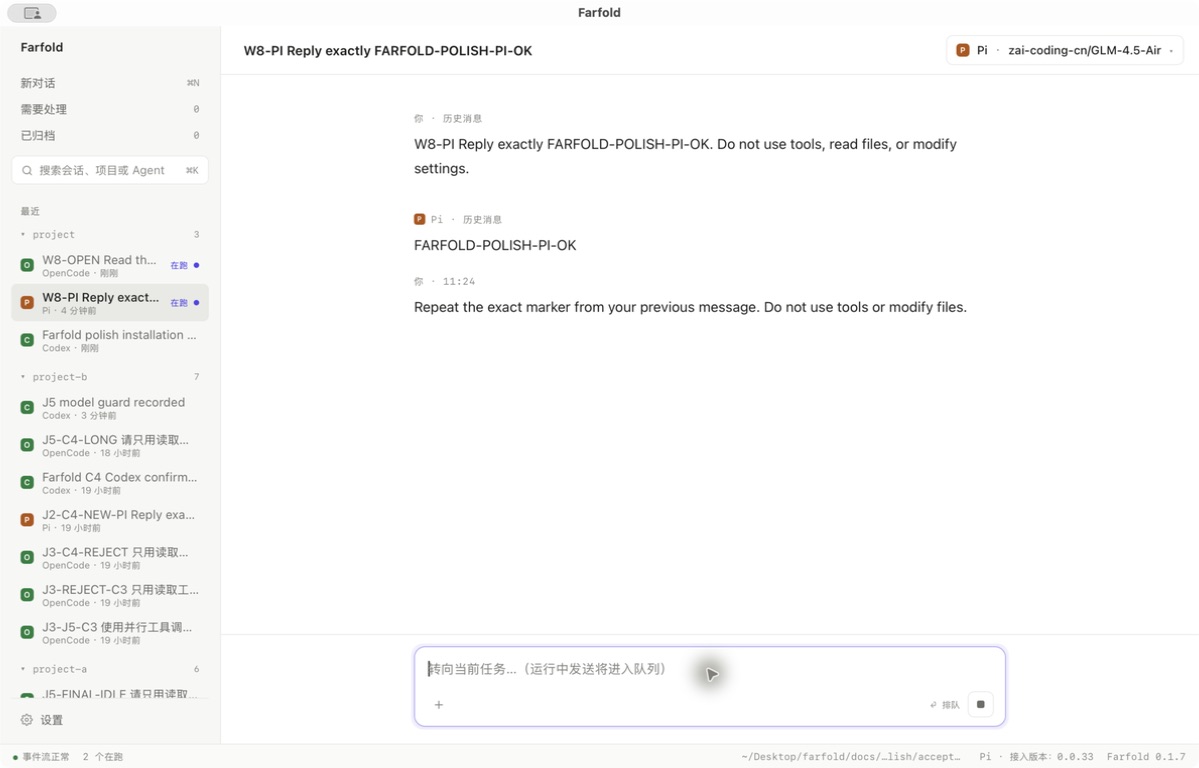 Farfold
Farfold
新对话 ⌘N
需要处理 0
已归档 0
搜索会话、项目或 Agent ⌘K
最近
project 3
O W8-OPEN Read th... 在跑
OpenCode · 刚刚
P W8-PI Reply exact... 在跑
Pi · 4 分钟前
C Farfold polish installation ...
Codex · 刚刚
project-b 7
C J5 model guard recorded
Codex · 3 分钟前
O J5-C4-LONG 请只用读取...
OpenCode · 18 小时前
C Farfold C4 Codex confirm...
Codex · 19 小时前
P J2-C4-NEW-PI Reply exa...
Pi · 19 小时前
O J3-C4-REJECT 只用读取...
OpenCode · 19 小时前
O J3-REJECT-C3 只用读取工...
OpenCode · 19 小时前
O J3-J5-C3 使用并行工具调...
OpenCode · 19 小时前
project-a 6
J5-FINAL-IDLE 请只用读取...
设置
W8-PI Reply exactly FARFOLD-POLISH-PI-OK
P Pi · zai-coding-cn/GLM-4.5-Air
你 · 历史消息
W8-PI Reply exactly FARFOLD-POLISH-PI-OK. Do not use tools, read files, or modify
settings.
P Pi · 历史消息
FARFOLD-POLISH-PI-OK
你 · 11:24
Repeat the exact marker from your previous message. Do not use tools or modify files.
转向当前任务...（运行中发送将进入队列）
+ ⏎ 排队
事件流正常 2 个在跑
~/Desktop/farfold/docs/…lish/accept… Pi · 接入版本: 0.0.33 Farfold 0.1.7